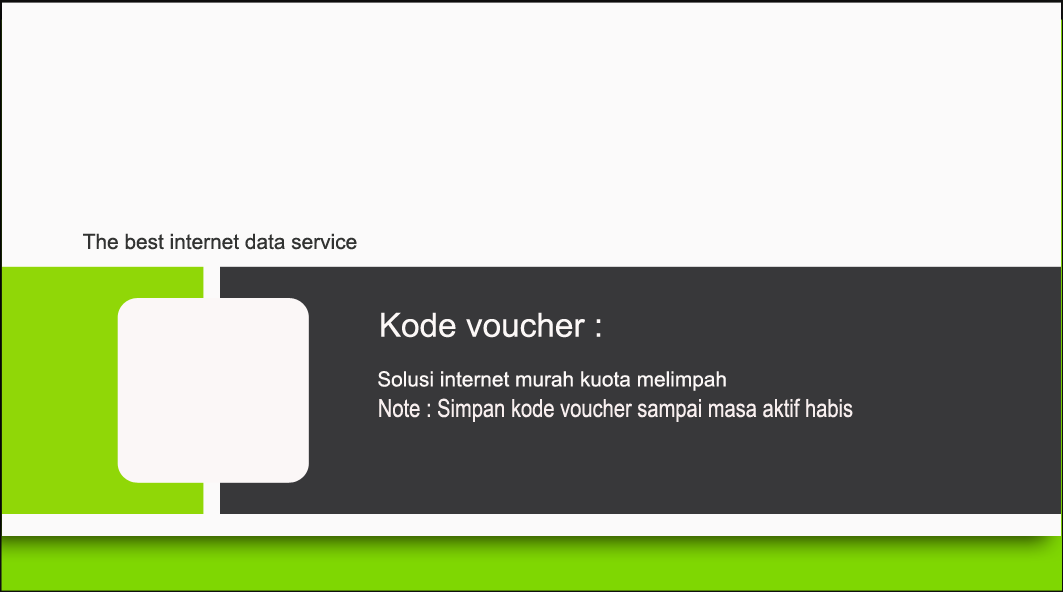 The best internet data service
Kode voucher :
Solusi internet murah kuota melimpah
Note : Simpan kode voucher sampai masa aktif habis